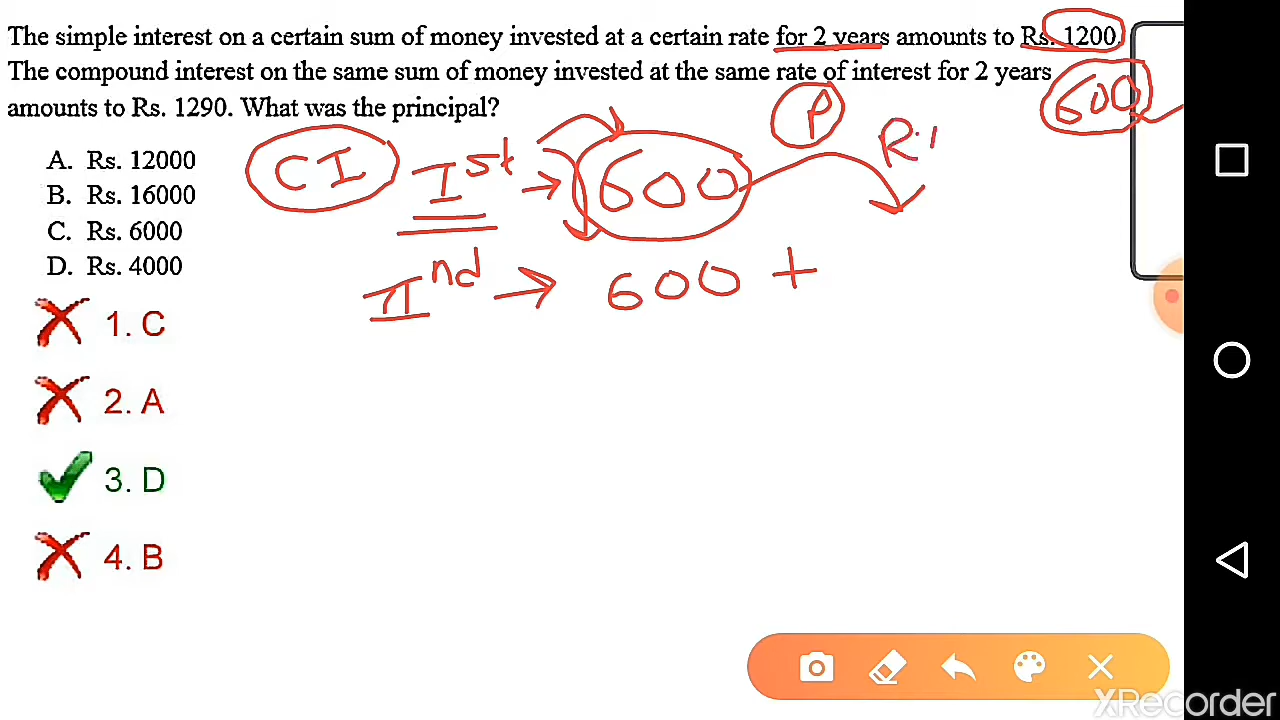 The simple interest on a certain sum of money invested at a certain rate for 2 years amounts to Rs. 1200.
The compound interest on the same sum of money invested at the same rate of interest for 2 years
amounts to Rs. 1290. What was the principal?
600
P
R
A. Rs. 12000
B. Rs. 16000
C. Rs. 6000
D. Rs. 4000
CI
Ist → 600
IInd → 600 +
1. C
2. A
3. D
4. B
XRecorder